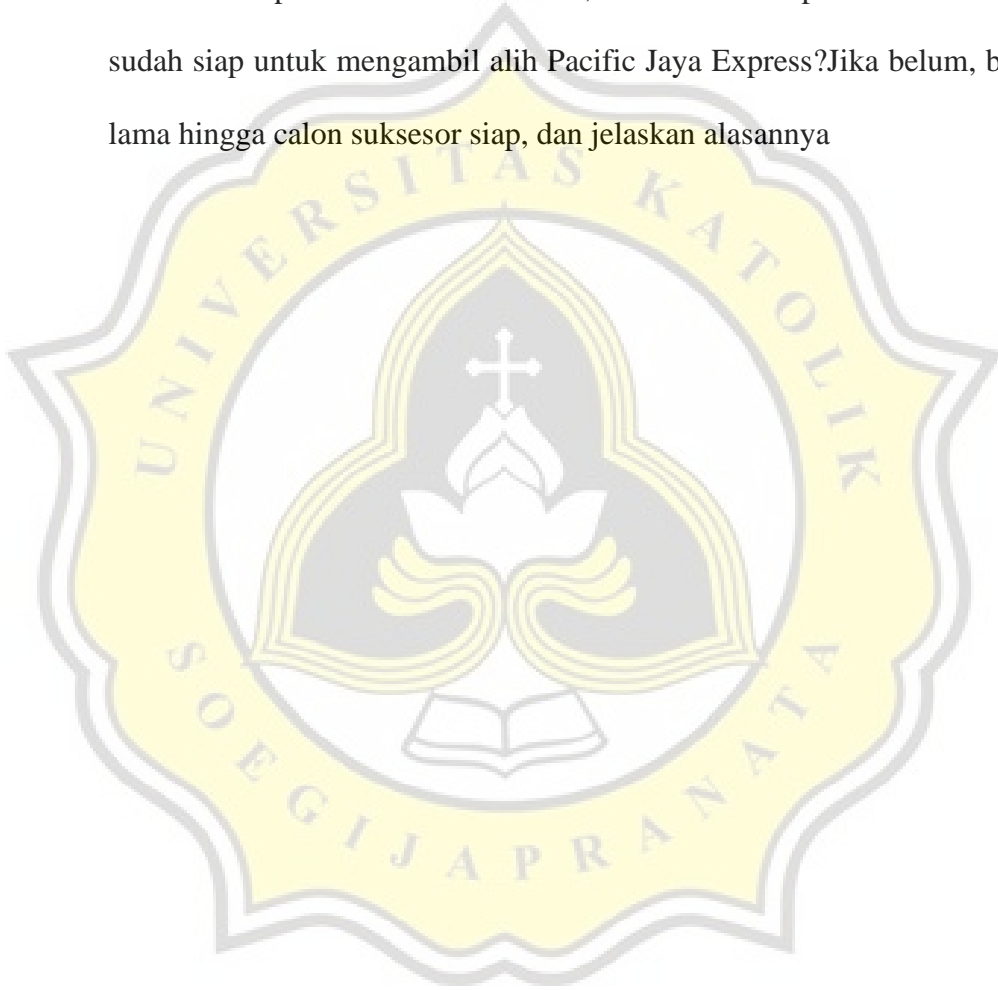 sudah siap untuk mengambil alih Pacific Jaya Express?Jika belum, b
lama hingga calon suksesor siap, dan jelaskan alasannya
UNIVERSITAS KATOLIK
SOEGIJAPRANATA